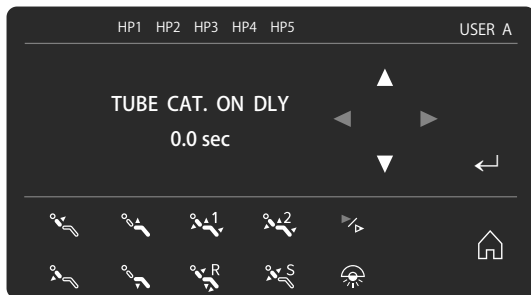 HP1 HP2 HP3 HP4 HP5 USER A
TUBE CAT. ON DLY
0.0 sec
1 2
R S